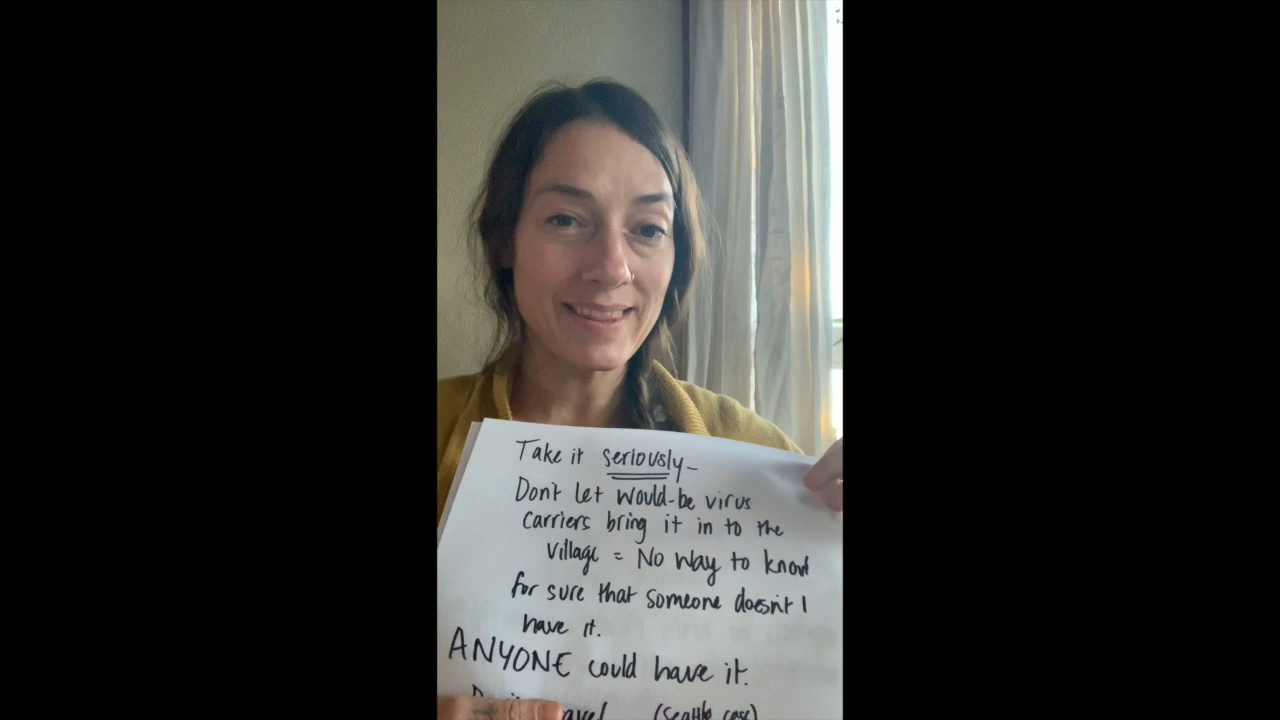 Take it seriously-
Don't let would-be virus
carriers bring it in to the
village = No way to know
for sure that someone doesn't
have it.
ANYONE could have it.
(Seattle case)